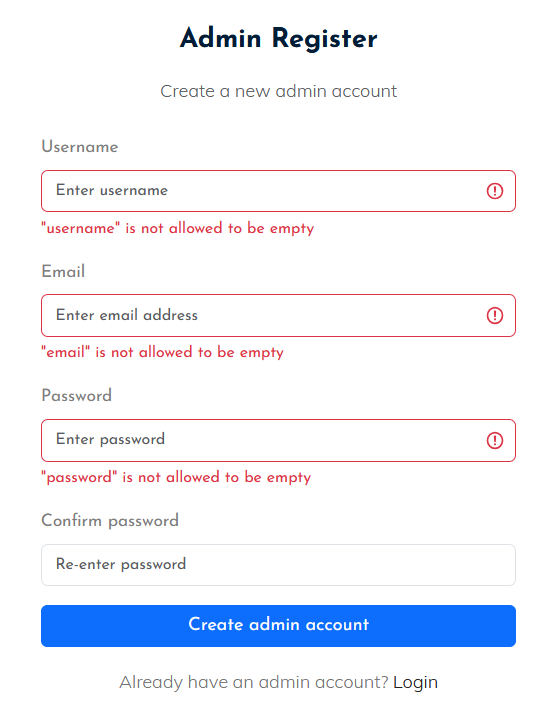 Admin Register
Create a new admin account
Username
Enter username
"username" is not allowed to be empty
Email
Enter email address
"email" is not allowed to be empty
Password
Enter password
"password" is not allowed to be empty
Confirm password
Re-enter password
Create admin account
Already have an admin account? Login